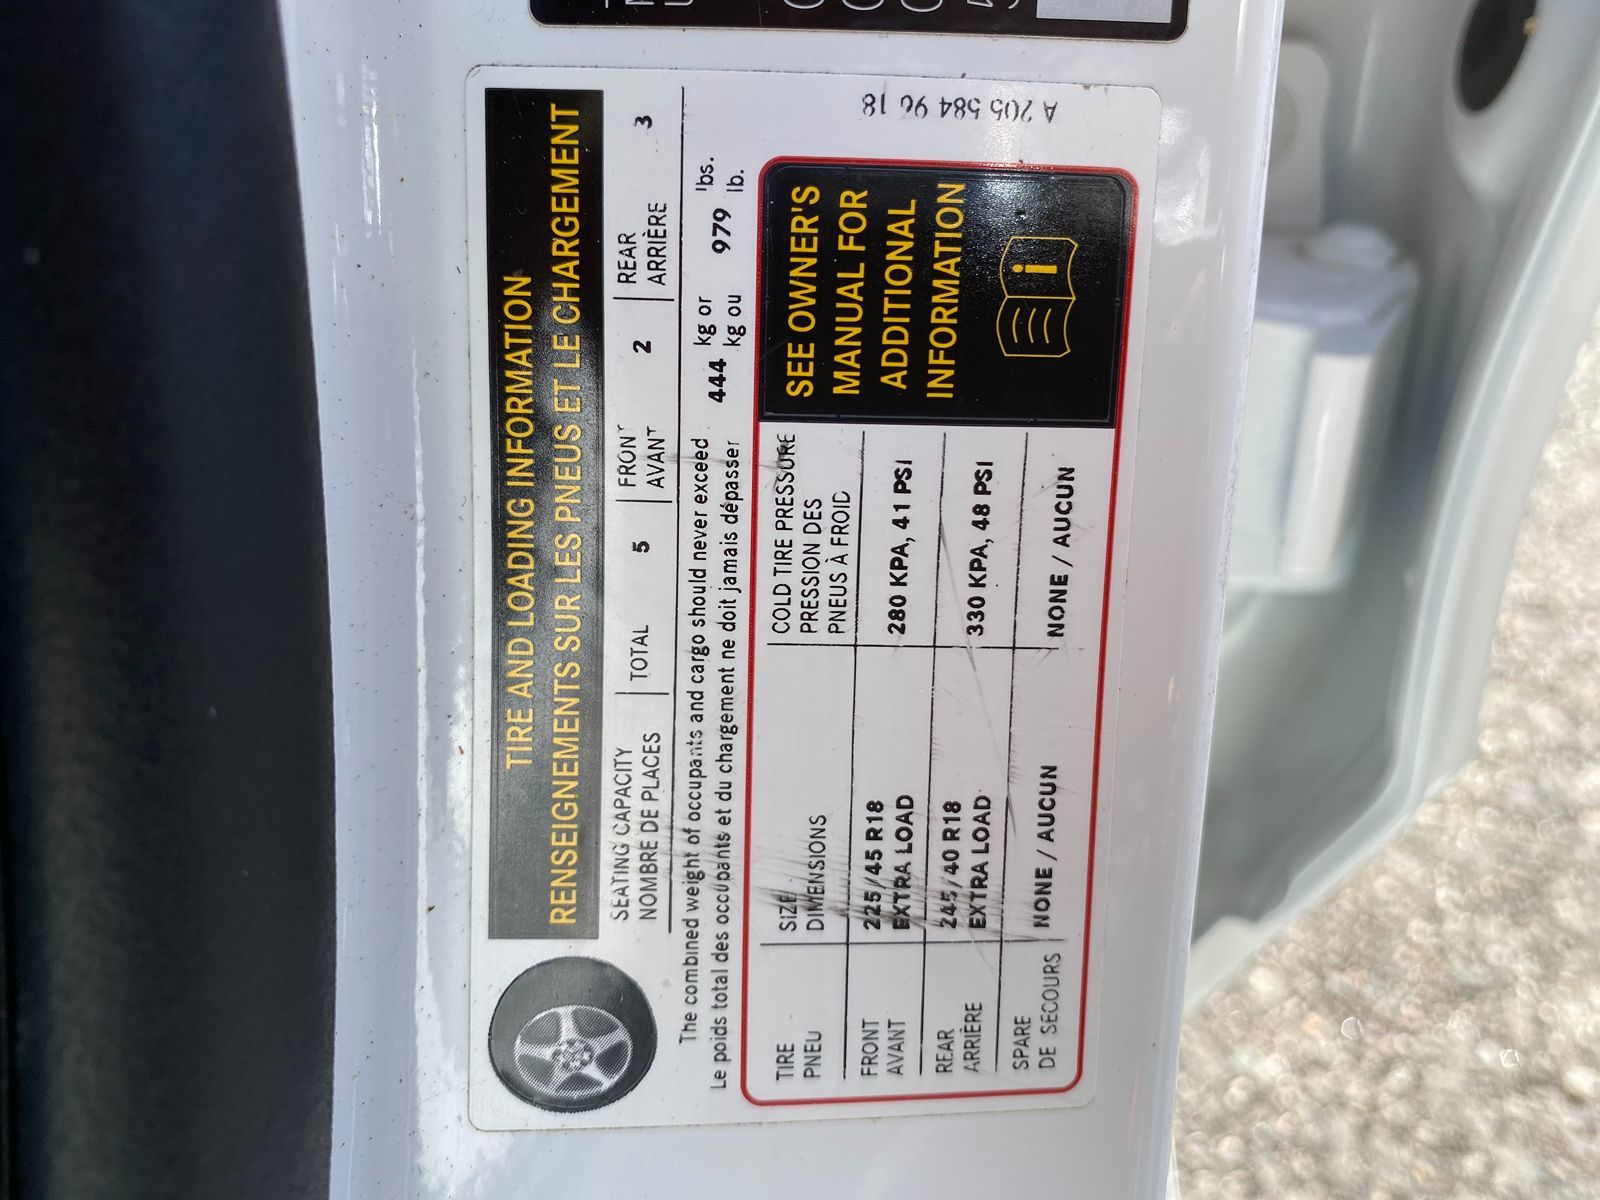 TIRE AND LOADING INFORMATION
RENSEIGNEMENTS SUR LES PNEUS ET LE CHARGEMENT
SEATING CAPACITY TOTAL 5 FRONT 2 REAR 3
NOMBRE DE PLACES AVANT ARRIÈRE
The combined weight of occupants and cargo should never exceed 444 kg or 979 lbs.
Le poids total des occupants et du chargement ne doit jamais dépasser kg ou lb.
TIRE SIZE COLD TIRE PRESSURE
PNEU DIMENSIONS PRESSION DES
PNEUS À FROID
FRONT 225/45 R18 280 KPA, 41 PSI
AVANT EXTRA LOAD
REAR 245/40 R18 330 KPA, 48 PSI
ARRIÈRE EXTRA LOAD
SPARE NONE / AUCUN NONE / AUCUN
DE SECOURS
SEE OWNER'S
MANUAL FOR
ADDITIONAL
INFORMATION
i
A 205 584 90 18